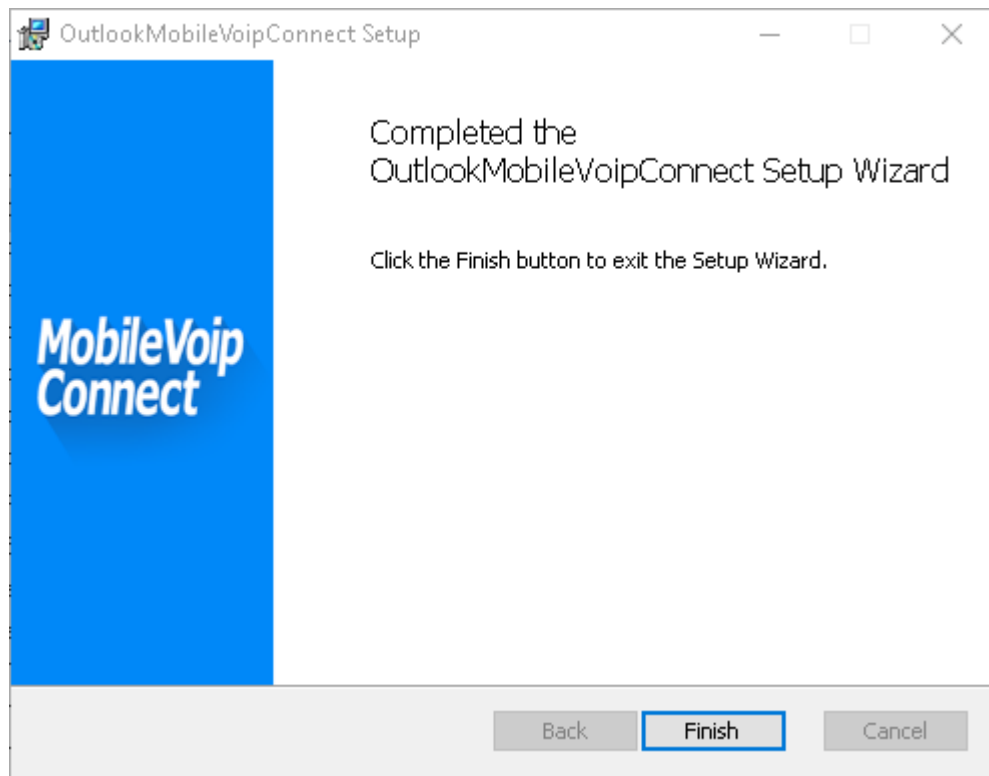 OutlookMobileVoipConnect Setup
Completed the
OutlookMobileVoipConnect Setup Wizard
Click the Finish button to exit the Setup Wizard.
MobileVoip
Connect
Back
Finish
Cancel